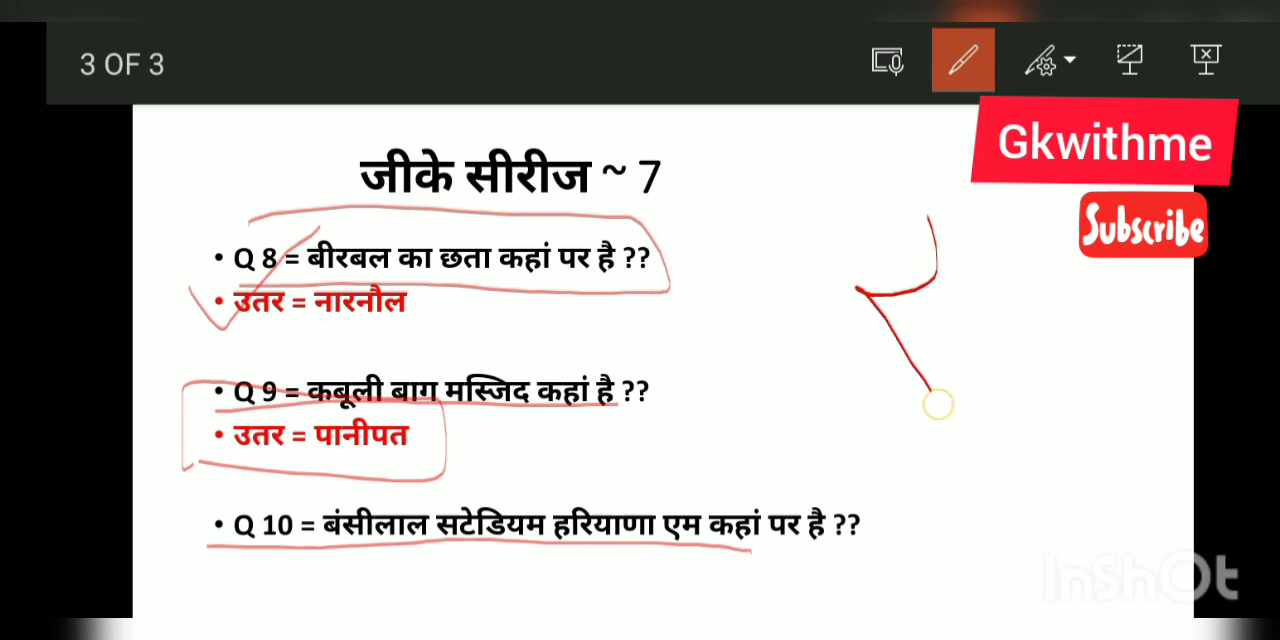 3 OF 3
Gkwithme
Subscribe
जीके सीरीज ~ 7
• Q 8 = बीरबल का छता कहां पर है ??
• उतर = नारनौल
• Q 9 = कबूली बाग मस्जिद कहां है ??
• उतर = पानीपत
• Q 10 = बंसीलाल सटेडियम हरियाणा एम कहां पर है ??
InShOt